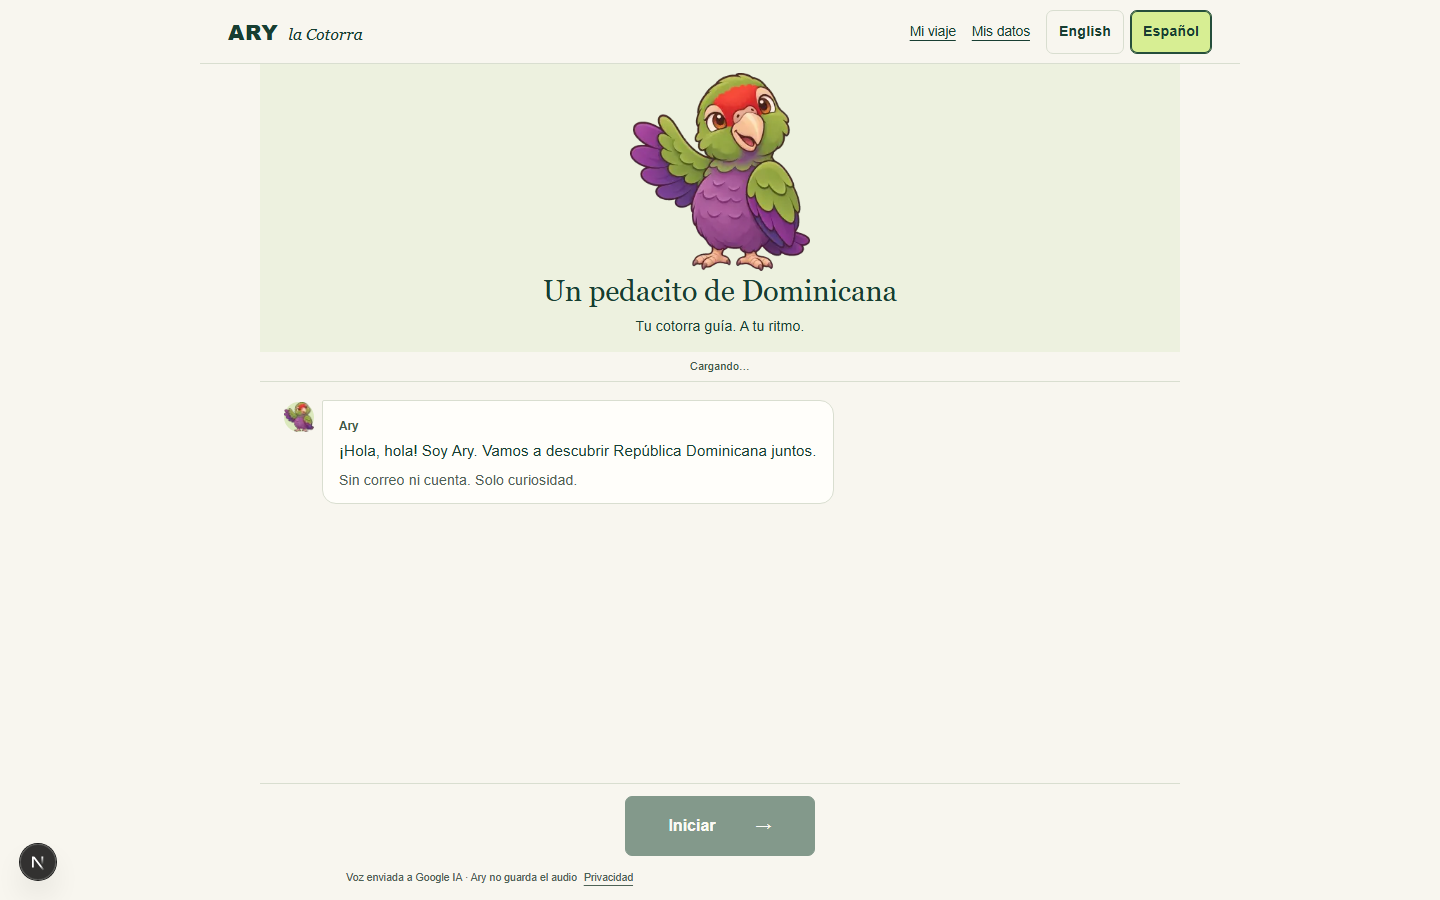 ARY la Cotorra
Mi viaje
Mis datos
English
Español
Un pedacito de Dominicana
Tu cotorra guía. A tu ritmo.
Cargando...
Ary
¡Hola, hola! Soy Ary. Vamos a descubrir República Dominicana juntos.
Sin correo ni cuenta. Solo curiosidad.
Iniciar →
N
Voz enviada a Google IA · Ary no guarda el audio Privacidad